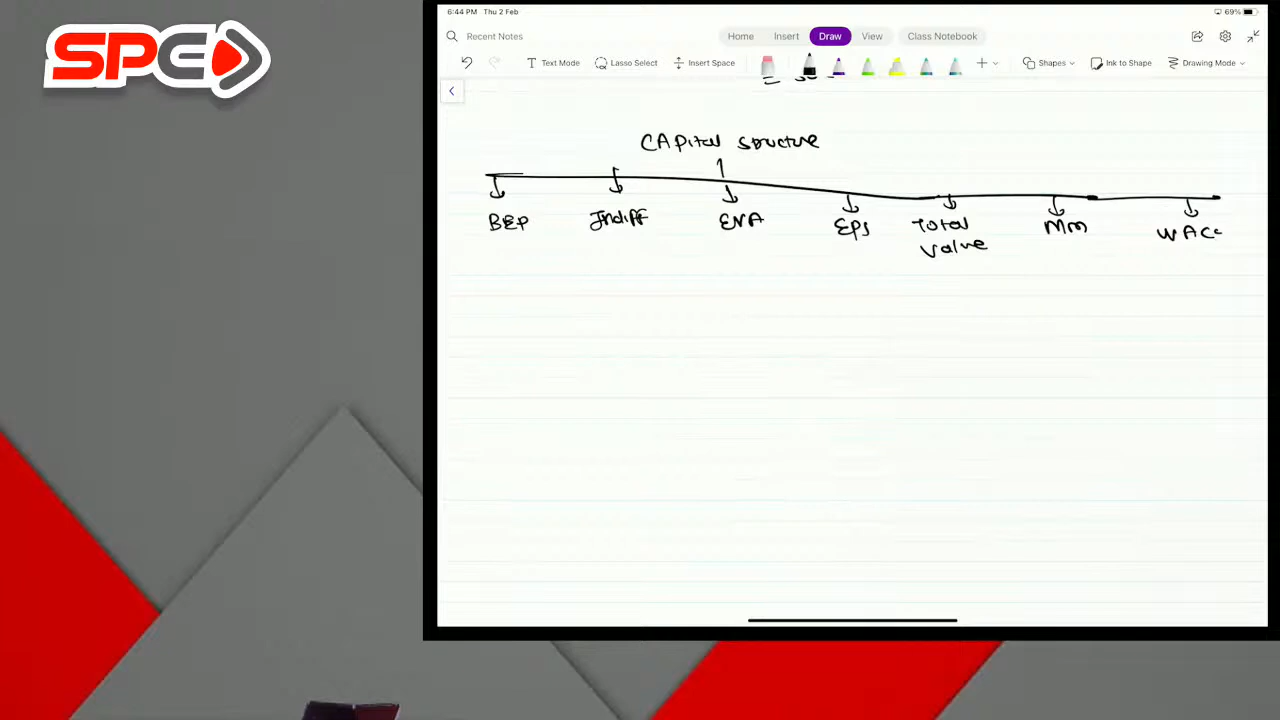 SPED
6:44 PM Thu 2 Feb
69%
Recent Notes
Home Insert Draw View Class Notebook
Text Mode Lasso Select Insert Space Shapes Ink to Shape Drawing Mode
CAPital structure
BEP Indiff EVA EPS Total value MM WACC